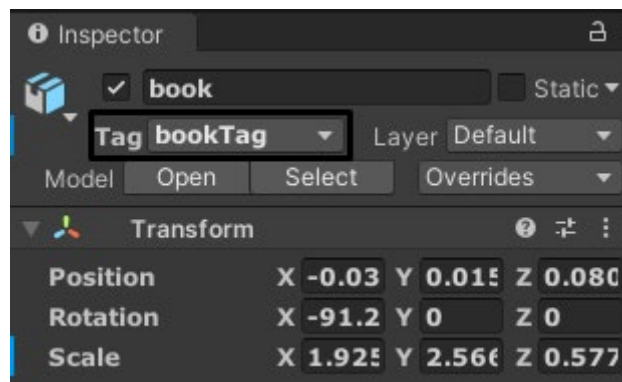 Inspector
book Static
Tag bookTag Layer Default
Model Open Select Overrides
Transform
Position X -0.03 Y 0.015 Z 0.080
Rotation X -91.2 Y 0 Z 0
Scale X 1.925 Y 2.566 Z 0.577